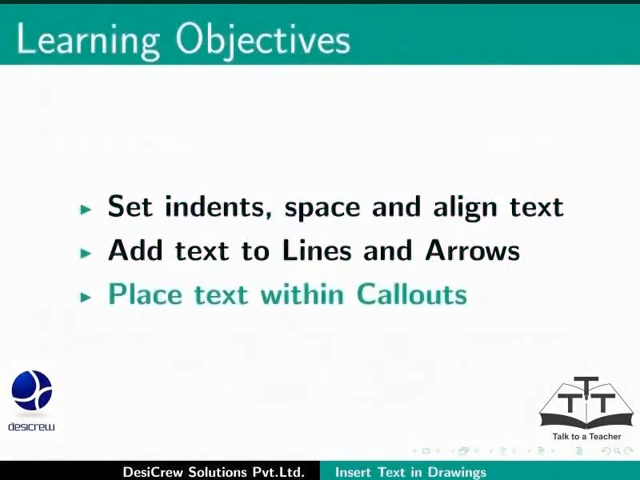 Learning Objectives
Set indents, space and align text
Add text to Lines and Arrows
Place text within Callouts
desicrew
TTT
Talk to a Teacher
DesiCrew Solutions Pvt.Ltd. Insert Text in Drawings